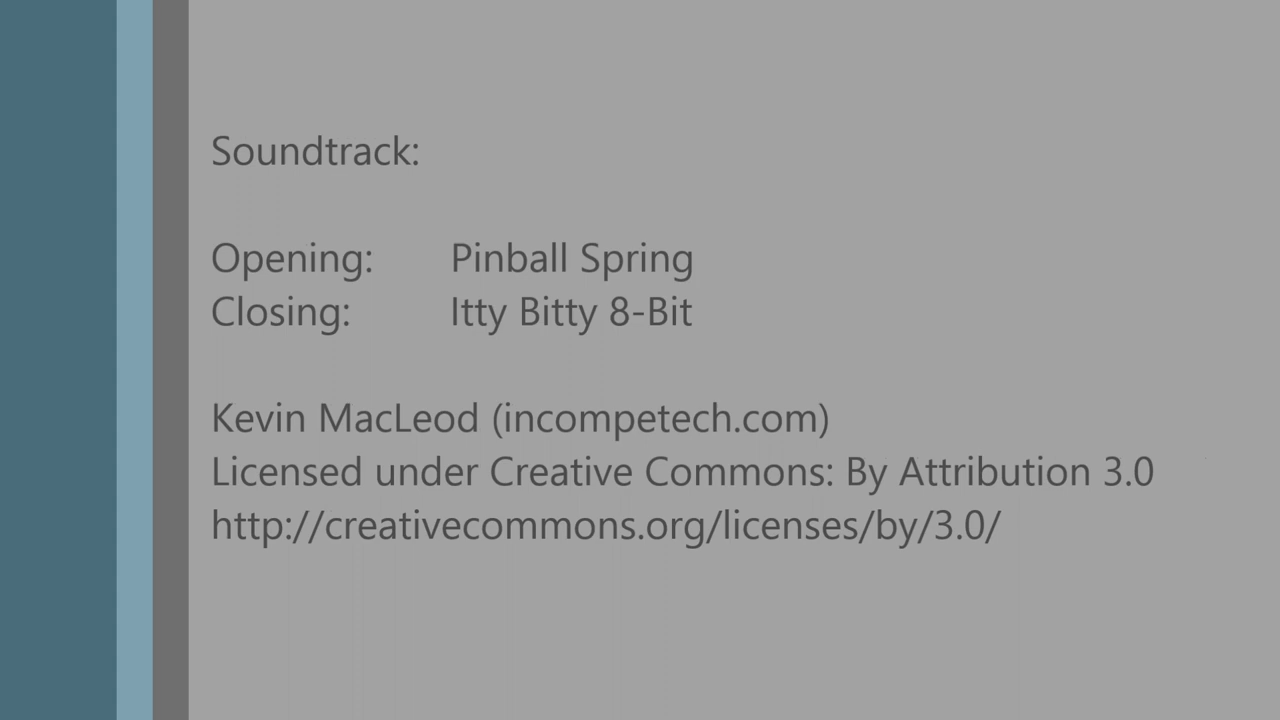 Soundtrack:
Opening: Pinball Spring
Closing: Itty Bitty 8-Bit
Kevin MacLeod (incompetech.com)
Licensed under Creative Commons: By Attribution 3.0
http://creativecommons.org/licenses/by/3.0/